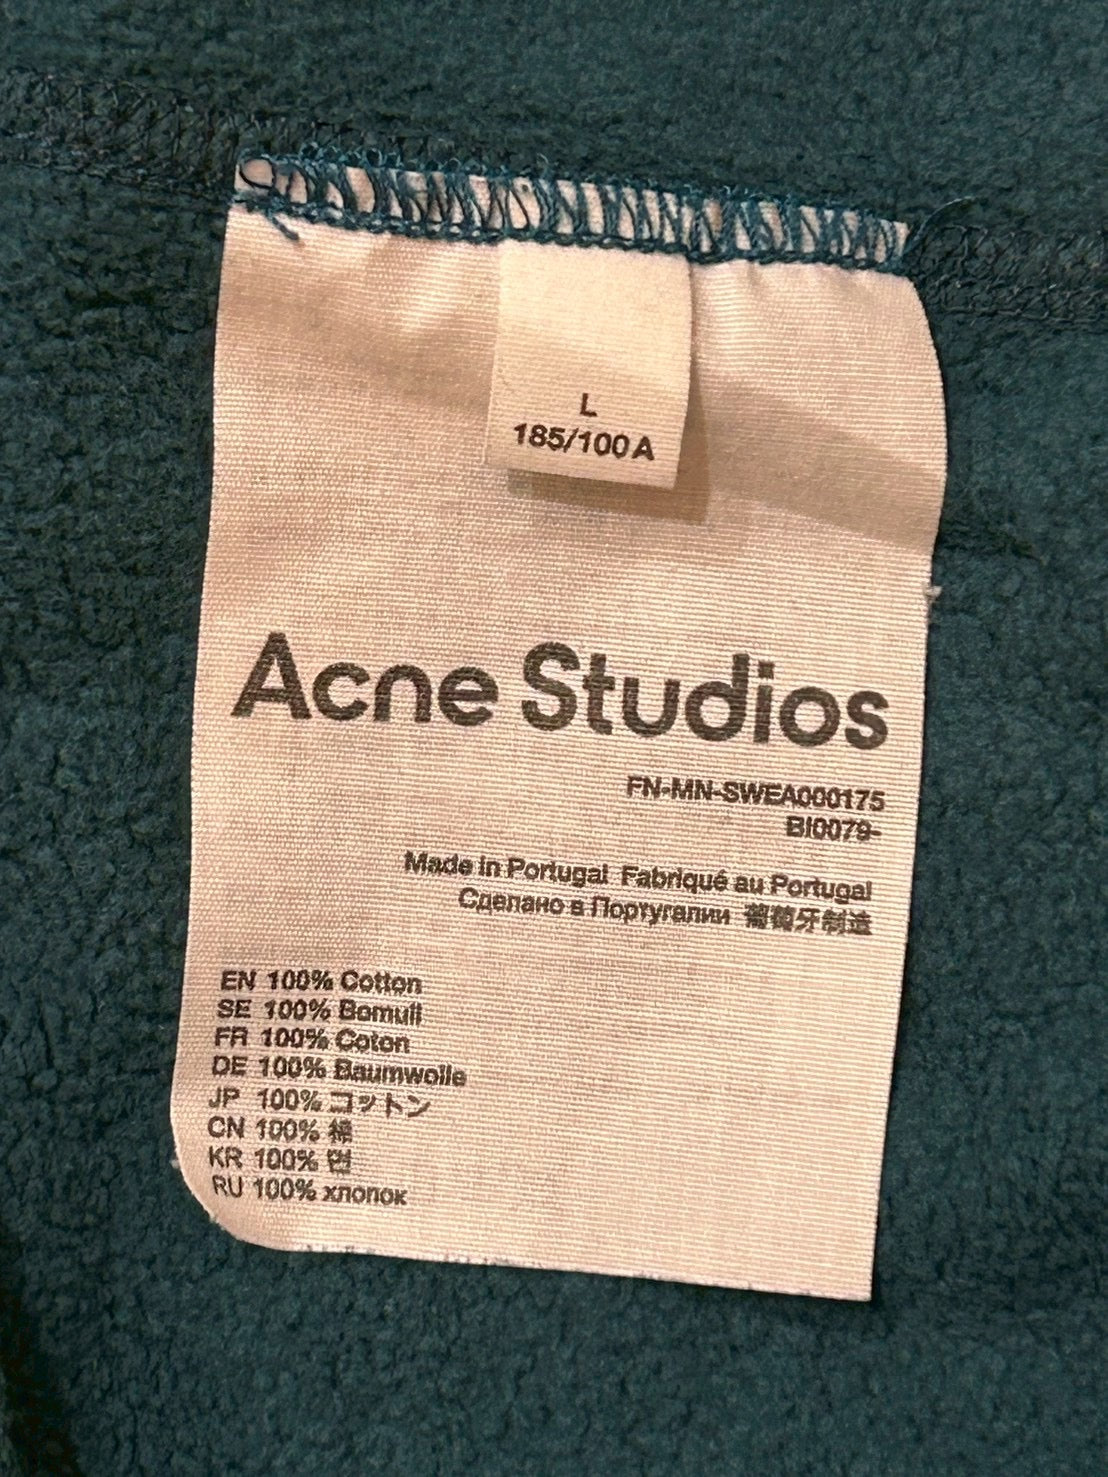 L
185/100A
Acne Studios
FN-MN-SWEA000175
BI0079-
Made in Portugal Fabriqué au Portugal
Сделано в Португалии 葡萄牙制造
EN 100% Cotton
SE 100% Bomull
FR 100% Coton
DE 100% Baumwolle
JP 100% コットン
CN 100% 棉
KR 100% 면
RU 100% хлопок